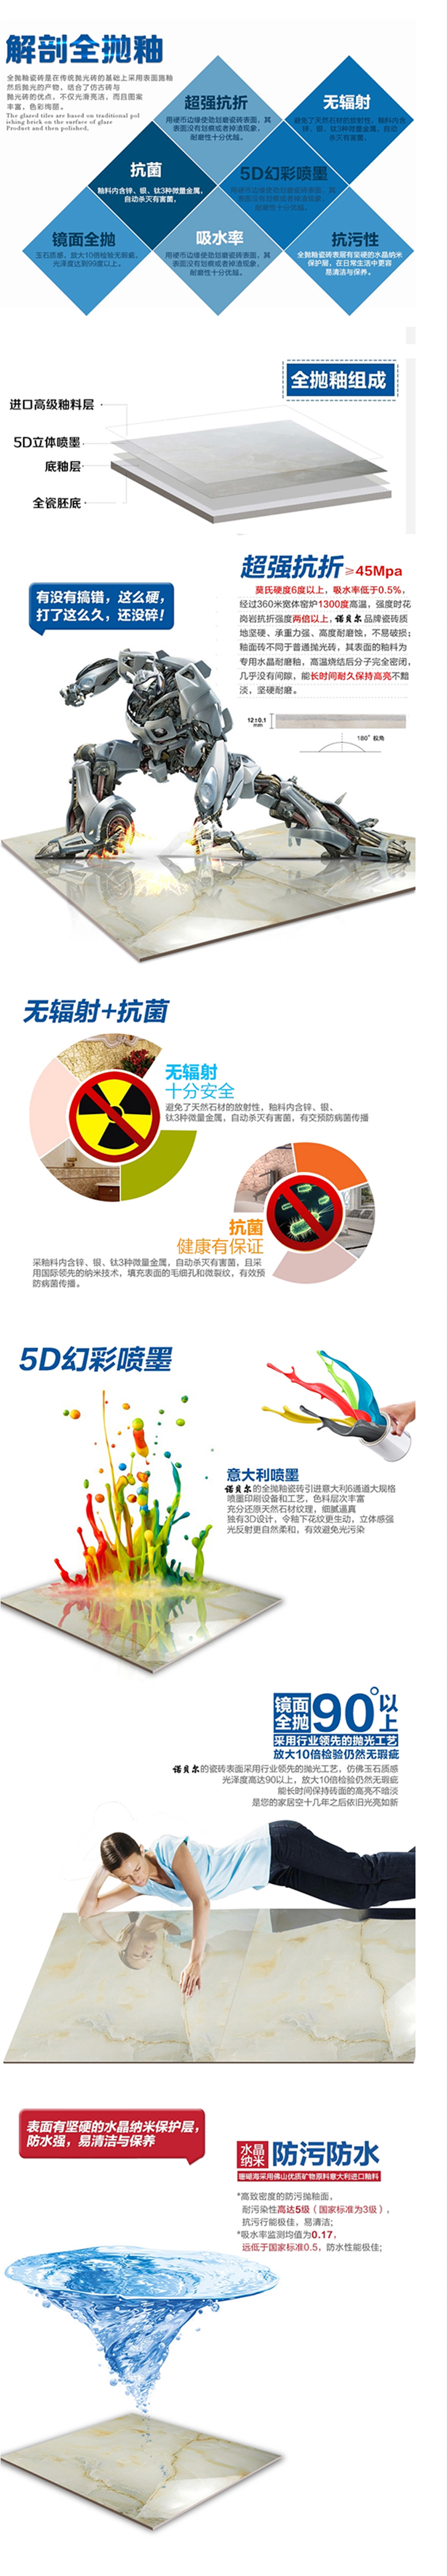 解剖全抛釉
全抛釉瓷砖是在传统抛光砖的基础上采用表面施釉
然后抛光的产物，结合了仿古砖与
抛光砖的优点，不仅光滑亮洁，而且图案
丰富，色彩绚丽。
The glazed tiles are based on traditional pol
ishing brick on the surface of glaze
Product and then polished.
超强抗折
用硬币边缘使劲划磨瓷砖表面，其
表面没有划痕或者掉渣现象，
耐磨性十分优越。
无辐射
避免了天然石材的放射性，釉料内含
锌、银、钛3种微量金属，自动
杀灭有害菌。
抗菌
釉料内含锌、银、钛3种微量金属，
自动杀灭有害菌。
5D幻彩喷墨
用硬币边缘使劲划磨瓷砖表面，其
表面没有划痕或者掉渣现象，
耐磨性十分优越。
镜面全抛
玉石质感，放大10倍检验无瑕疵，
光泽度达到99度以上。
吸水率
用硬币边缘使劲划磨瓷砖表面，其
表面没有划痕或者掉渣现象，
耐磨性十分优越。
抗污性
全抛釉瓷砖表层有坚硬的水晶纳米
保护层，在日常生活中更容
易清洁与保养。
全抛釉组成
进口高级釉料层
5D立体喷墨
底釉层
全瓷胚底
超强抗折≥45Mpa
有没有搞错，这么硬，
打了这么久，还没碎！
莫氏硬度6度以上，吸水率低于0.5%，
经过360米宽体窑炉1300度高温，强度时花
岗岩抗折强度两倍以上，诺贝尔品牌瓷砖质
地坚硬、承重力强、高度耐磨蚀，不易破损；
釉面砖不同于普通抛光砖，其表面的釉料为
专用水晶耐磨釉，高温烧结后分子完全密闭，
几乎没有间隙，能长时间耐久保持高亮不黯
淡，坚硬耐磨。
12±0.1
mm
180°
无辐射+抗菌
无辐射
十分安全
避免了天然石材的放射性，釉料内含锌、银、
钛3种微量金属，自动杀灭有害菌，有交预防病菌传播
抗菌
健康有保证
采釉料内含锌、银、钛3种微量金属，自动杀灭有害菌，且采
用国际领先的纳米技术，填充表面的毛细孔和微裂纹，有效预
防病菌传播。
5D幻彩喷墨
意大利喷墨
诺贝尔的全抛釉瓷砖引进意大利6通道大规格
喷墨印刷设备和工艺，色料层次丰富
充分还原天然石材纹理，细腻逼真
独有3D设计，令釉下花纹更生动，立体感强
光反射更自然柔和，有效避免光污染
镜面全抛90°以上
采用行业领先的抛光工艺
放大10倍检验仍然无瑕疵
诺贝尔的瓷砖表面采用行业领先的抛光工艺，仿佛玉石质感
光泽度高达90以上，放大10倍检验仍然无瑕疵
能长时间保持砖面的高亮不暗淡
是您的家居空十几年之后依旧光亮如新
表面有坚硬的水晶纳米保护层，
防水强，易清洁与保养
水晶纳米 防污防水
珊瑚海采用佛山优质矿物原料意大利进口釉料
*高致密度的防污抛釉面，
耐污染性高达5级（国家标准为3级），
抗污行能极佳，易清洁；
*吸水率监测均值为0.17，
远低于国家标准0.5，防水性能极佳；